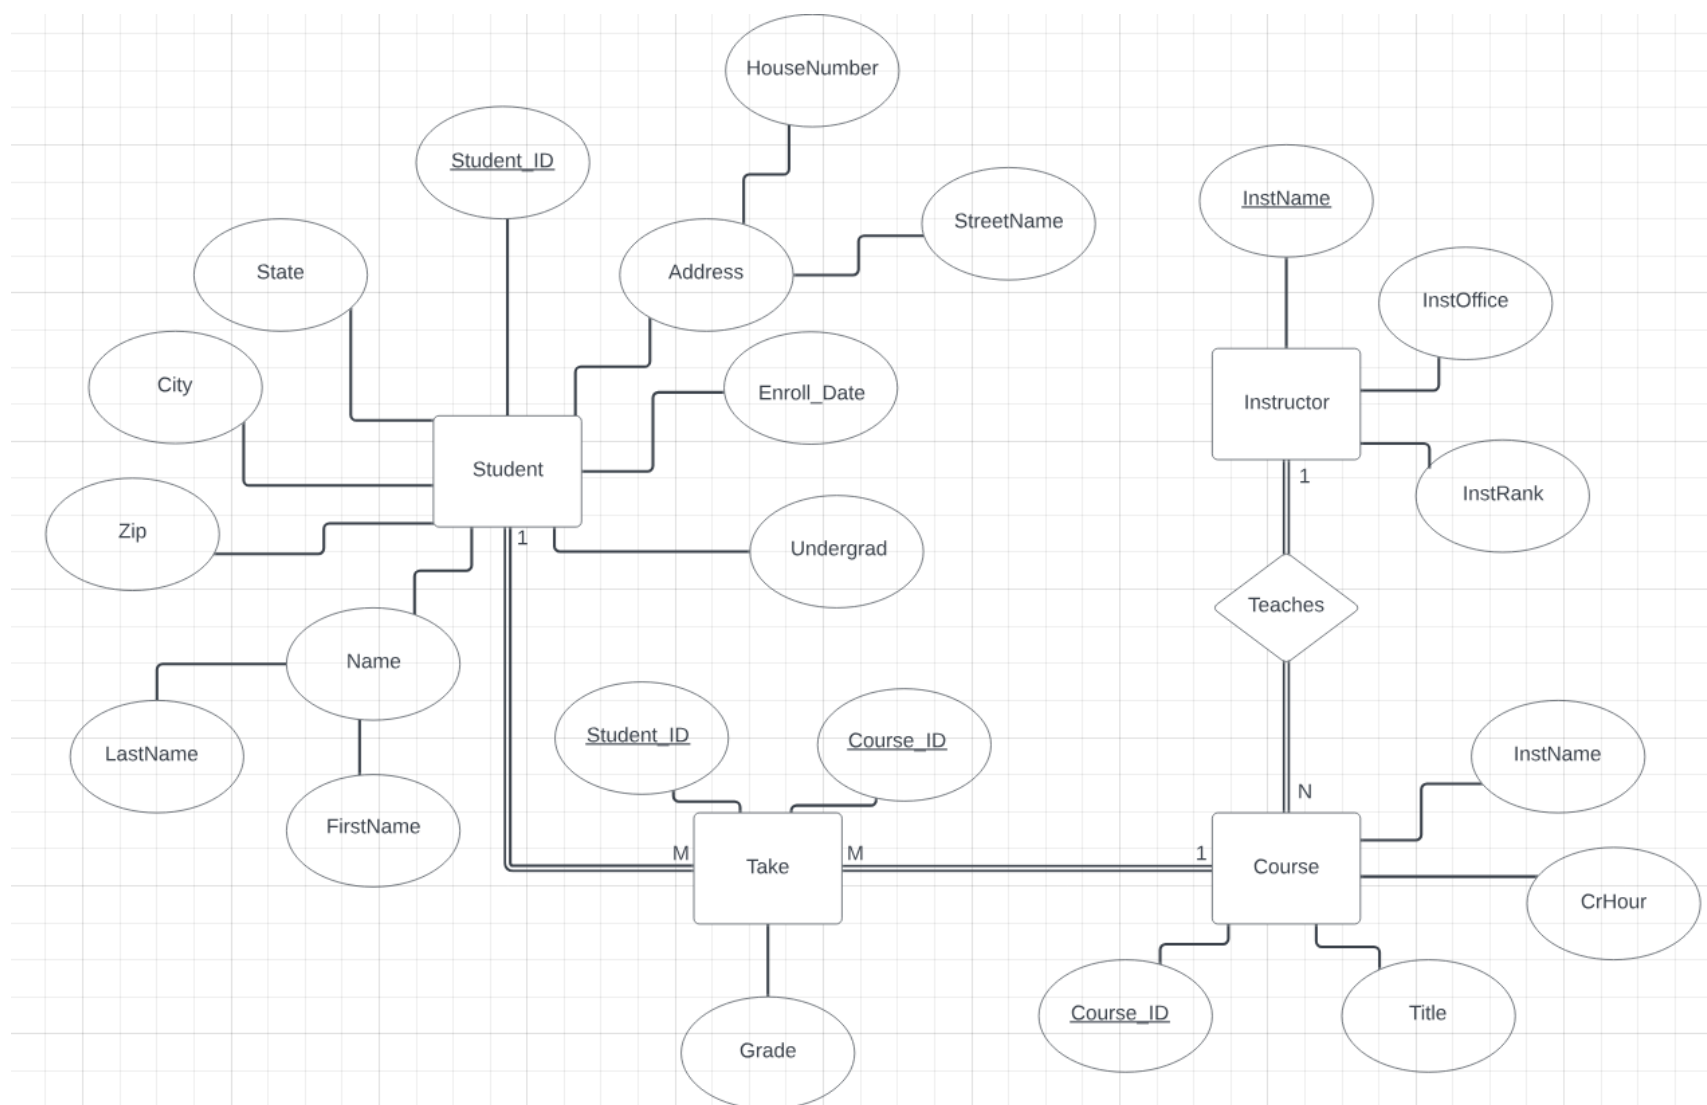 HouseNumber
Student_ID
StreetName
InstName
State
Address
InstOffice
City
Enroll_Date
Instructor
Student
1
InstRank
Zip
1
Undergrad
Teaches
Name
Student_ID
Course_ID
LastName
InstName
N
FirstName
M
Take
M
1
Course
CrHour
Course_ID
Title
Grade